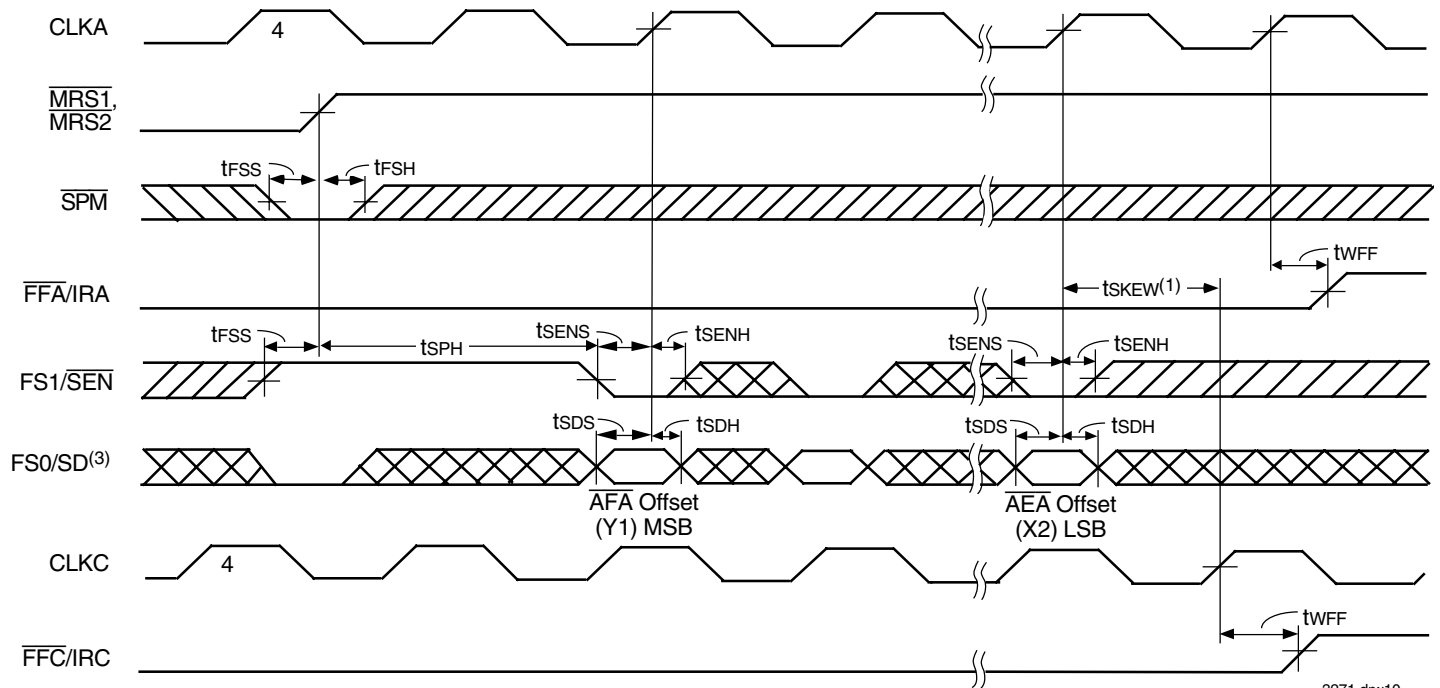 CLKA
4
MRS1,
MRS2
tFSS
tFSH
SPM
tWFF
FFA/IRA
tSKEW(1)
tFSS
tSPH
tSENS
tSENH
tSENS
tSENH
FS1/SEN
tSDS
tSDH
tSDS
tSDH
FS0/SD(3)
AFA Offset
(Y1) MSB
AEA Offset
(X2) LSB
CLKC
4
tWFF
FFC/IRC